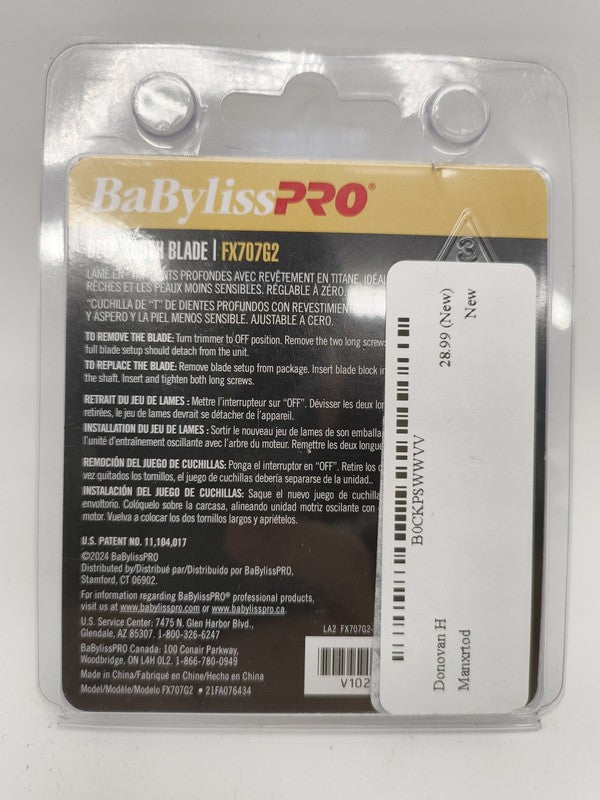 BaBylissPRO®
BLADE | FX707G2
LAME EN DENTS PROFONDES AVEC REVÊTEMENT EN TITANE, IDÉAL
RÊCHES ET LES PEAUX MOINS SENSIBLES. RÉGLABLE À ZÉRO.
"CUCHILLA DE "T" DE DIENTES PROFUNDOS CON REVESTIMIENTO
Y ASPERO Y LA PIEL MENOS SENSIBLE. AJUSTABLE A CERO.
TO REMOVE THE BLADE: Turn trimmer to OFF position. Remove the two long screws
full blade setup should detach from the unit.
TO REPLACE THE BLADE: Remove blade setup from package. Insert blade block in
the shaft. Insert and tighten both long screws.
RETRAIT DU JEU DE LAMES : Mettre l'interrupteur sur "OFF". Dévisser les deux lon
retirées, le jeu de lames devrait se détacher de l'appareil.
INSTALLATION DU JEU DE LAMES : Sortir le nouveau jeu de lames de son emballa
l'unité d'entraînement oscillante avec l'arbre du moteur. Remettre les deux longue
REMOCIÓN DEL JUEGO DE CUCHILLAS: Ponga el interruptor en "OFF". Retire los
vez quitados los tornillos, el juego de cuchillas debería separarse de la unidad..
INSTALACIÓN DEL JUEGO DE CUCHILLAS: Saque el nuevo juego de cuchilla
envoltorio. Colóquelo sobre la carcasa, alineando unidad motriz oscilante con
motor. Vuelva a colocar los dos tornillos largos y apriételos.
U.S. PATENT NO. 11,104,017
©2024 BaBylissPRO
Distributed by/Distribué par/Distribuido por BaBylissPRO,
Stamford, CT 06902.
For information regarding BaBylissPRO® professional products,
visit us at www.babylisspro.com or www.babylisspro.ca.
U.S. Service Center: 7475 N. Glen Harbor Blvd.,
Glendale, AZ 85307. 1-800-326-6247
BaBylissPRO Canada: 100 Conair Parkway,
Woodbridge, ON L4H 0L2. 1-866-780-0949
Made in China/Fabriqué en Chine/Hecho en China
Model/Modèle/Modelo FX707G2 • 21FA076434
LA2 FX707G2-
V102
28.99 (New)
New
B0CKPSWWVV
Donovan H
Manxrtod